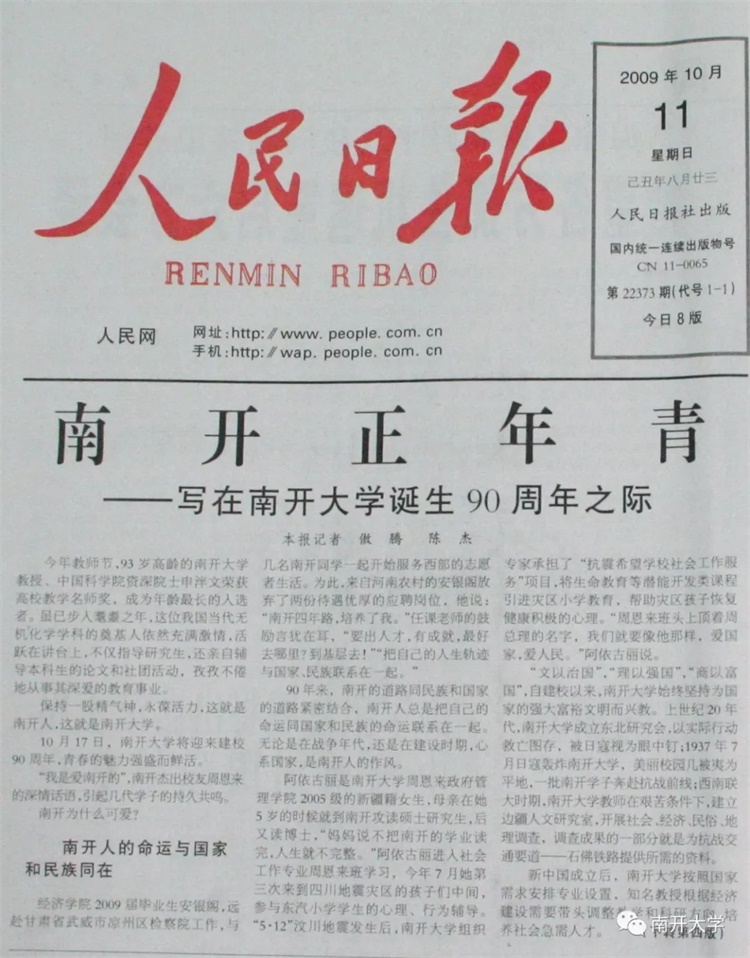 人民日报
RENMIN RIBAO
人民网
网址:http://www.people.com.cn
手机:http://wap.people.com.cn
2009年10月
11
星期日
己丑年八月廿三
人民日报社出版
国内统一连续出版物号
CN 11-0065
第22373期(代号1-1)
今日8版
南开正年青
——写在南开大学诞生90周年之际
本报记者 傲腾 陈杰
今年教师节,93岁高龄的南开大学
教授、中国科学院资深院士申泮文荣获
高校教学名师奖,成为年龄最长的入选
者。虽已步入耄耋之年,这位我国当代无
机化学学科的奠基人依然充满激情,活
跃在讲台上,不仅指导研究生,还亲自辅
导本科生的论文和社团活动,孜孜不倦
地从事其深爱的教育事业。
保持一股精气神,永葆活力,这就是
南开人,这就是南开大学。
10月17日,南开大学将迎来建校
90周年,青春的魅力强盛而鲜活。
“我是爱南开的”,南开杰出校友周恩来
的深情话语,引起几代学子的持久共鸣。
南开为什么可爱?
南开人的命运与国家
和民族同在
经济学院2009届毕业生安银阁,远
赴甘肃省武威市凉州区检察院工作,与
几名南开同学一起开始服务西部的志愿
者生活。为此,来自河南农村的安银阁放
弃了两份待遇优厚的应聘岗位,他说:
“南开四年路,培养了我。”任课老师的鼓
励言犹在耳,“要出人才,有成就,最好
去哪里?到基层去!”“把自己的人生轨迹
与国家、民族联系在一起。”
90年来,南开的道路同民族和国家
的道路紧密结合,南开人总是把自己的
命运同国家和民族的命运联系在一起。
无论是在战争年代,还是在建设时期,心
系国家,是南开人的作风。
阿依古丽是南开大学周恩来政府管
理学院2005级的新疆籍女生,母亲在她
5岁的时候就到南开攻读硕士研究生,后
又读博士,“妈妈说不把南开的学业读
完,人生就不完整。”阿依古丽进入社会
工作专业周恩来班学习,今年7月她第
三次来到四川地震灾区的孩子们中间,
参与东汽小学学生的心理、行为辅导。
“5·12”汶川地震发生后,南开大学组织
专家承担了“抗震希望学校社会工作服
务”项目,将生命教育等潜能开发类课程
引进灾区小学教育,帮助灾区孩子恢复
健康积极的心理。“周恩来班头上顶着周
总理的名字,我们就要像他那样,爱国
家,爱人民。”阿依古丽说。
“文以治国”,“理以强国”,“商以富
国”,自建校以来,南开大学始终坚持为国
家的强大富裕文明而兴教。上世纪20年
代,南开大学成立东北研究会,以实际行动
救亡图存,被日寇视为眼中钉;1937年7
月日寇轰炸南开大学,美丽校园几被夷为
平地,一批南开学子奔赴抗战前线;西南联
大时期,南开大学教师在艰苦条件下,建立
边疆人文研究室,开展社会、经济、民俗、地
理调查,调查成果的一部分就是为抗战交
通要道——石佛铁路提供所需的资料。
新中国成立后,南开大学按照国家
需求安排专业设置,知名教授根据经济
建设需要带头调整教学和科研方向,培
养社会急需人才。(下转第四版)
南开大学